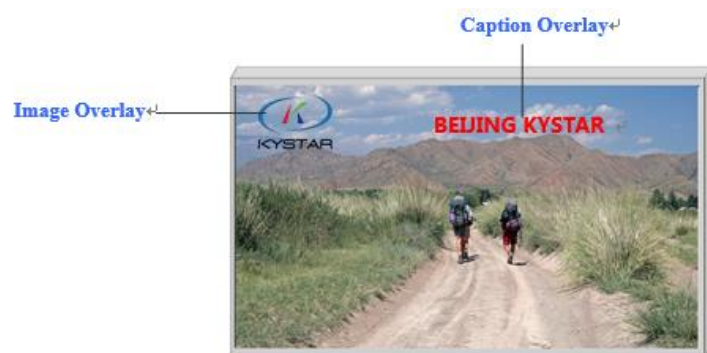 Caption Overlay
Image Overlay
KYSTAR
BEIJING KYSTAR